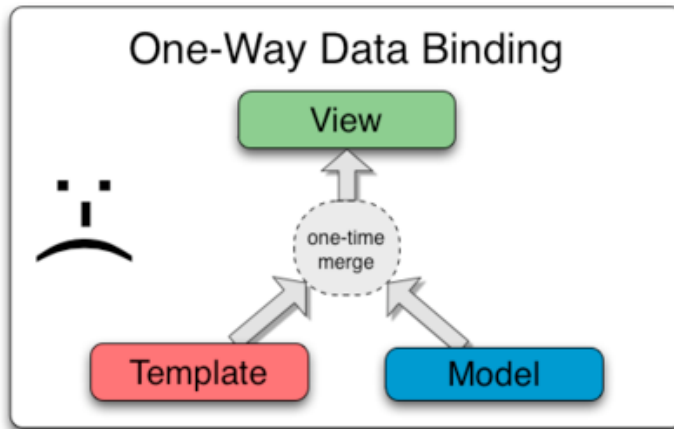 One-Way Data Binding
View
one-time
merge
Template
Model